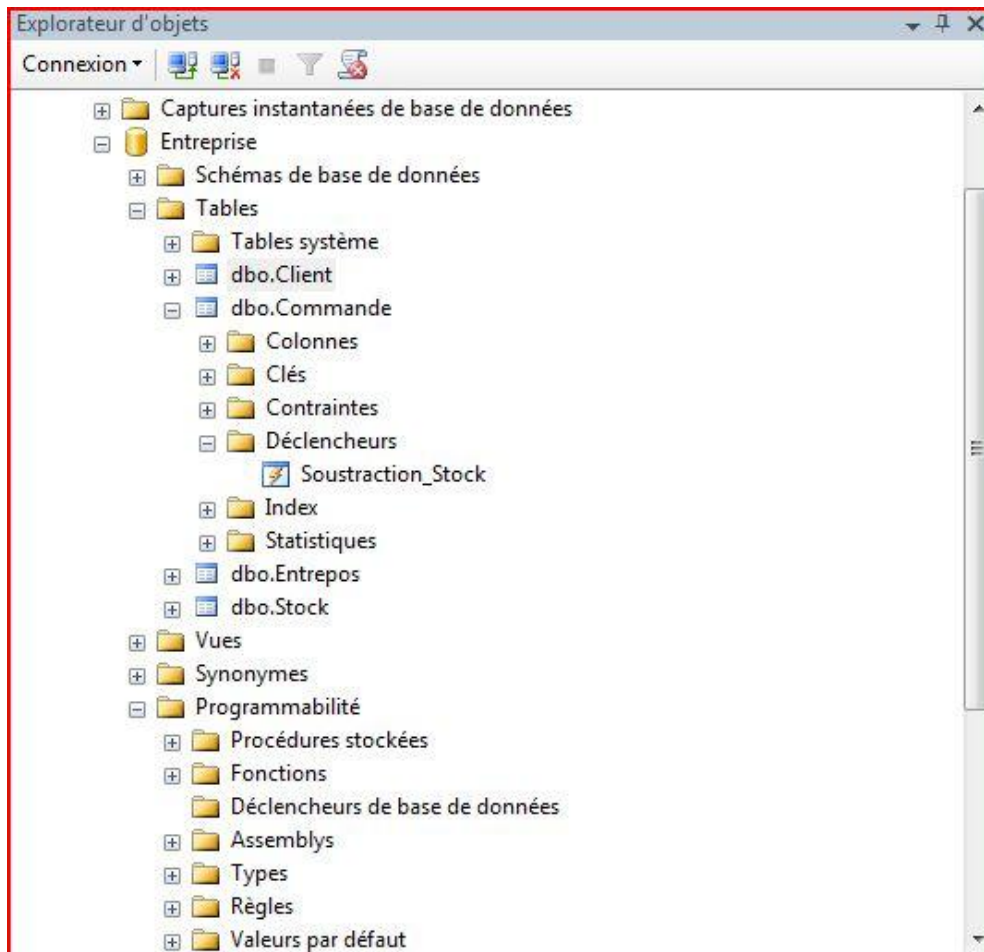 Explorateur d'objets
Connexion
Captures instantanées de base de données
Entreprise
Schémas de base de données
Tables
Tables système
dbo.Client
dbo.Commande
Colonnes
Clés
Contraintes
Déclencheurs
Soustraction_Stock
Index
Statistiques
dbo.Entrepos
dbo.Stock
Vues
Synonymes
Programmabilité
Procédures stockées
Fonctions
Déclencheurs de base de données
Assemblys
Types
Règles
Valeurs par défaut